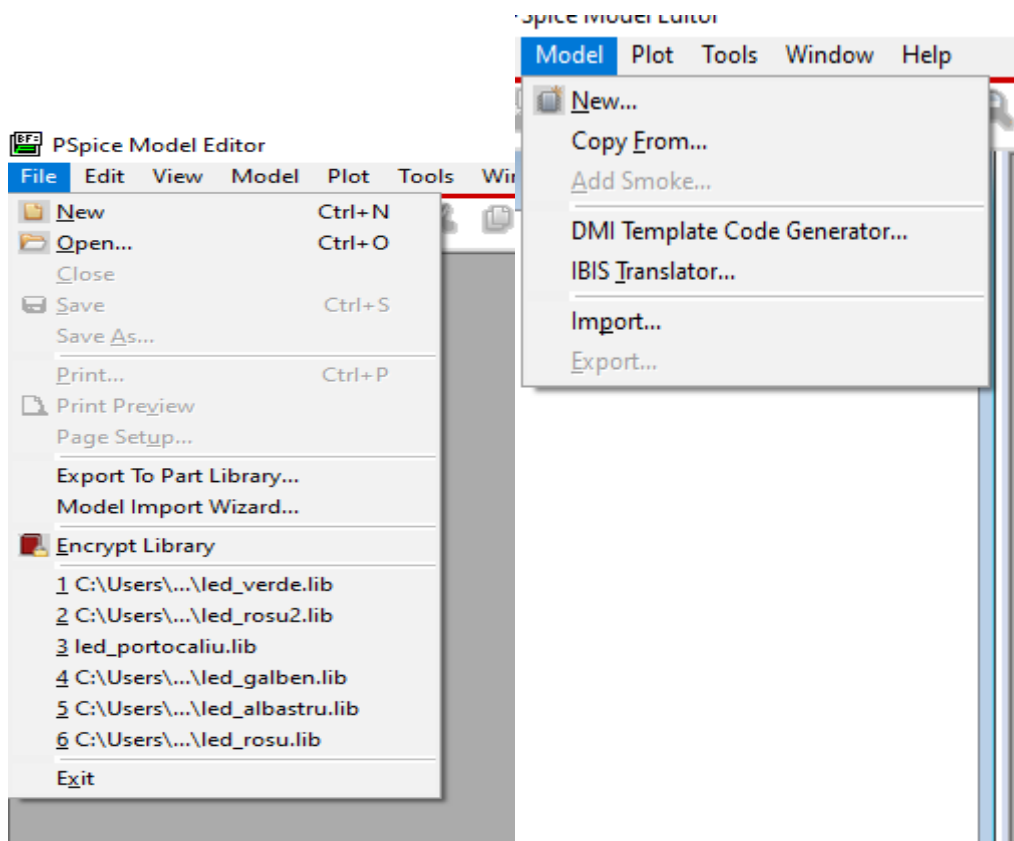 PSpice Model Editor
File Edit View Model Plot Tools
New Ctrl+N
Open... Ctrl+O
Close
Save Ctrl+S
Save As...
Print... Ctrl+P
Print Preview
Page Setup...
Export To Part Library...
Model Import Wizard...
Encrypt Library
1 C:\Users\...\led_verde.lib
2 C:\Users\...\led_rosu2.lib
3 led_portocaliu.lib
4 C:\Users\...\led_galben.lib
5 C:\Users\...\led_albastru.lib
6 C:\Users\...\led_rosu.lib
Exit
Spice Model Editor
Model Plot Tools Window Help
New...
Copy From...
Add Smoke...
DMI Template Code Generator...
IBIS Translator...
Import...
Export...